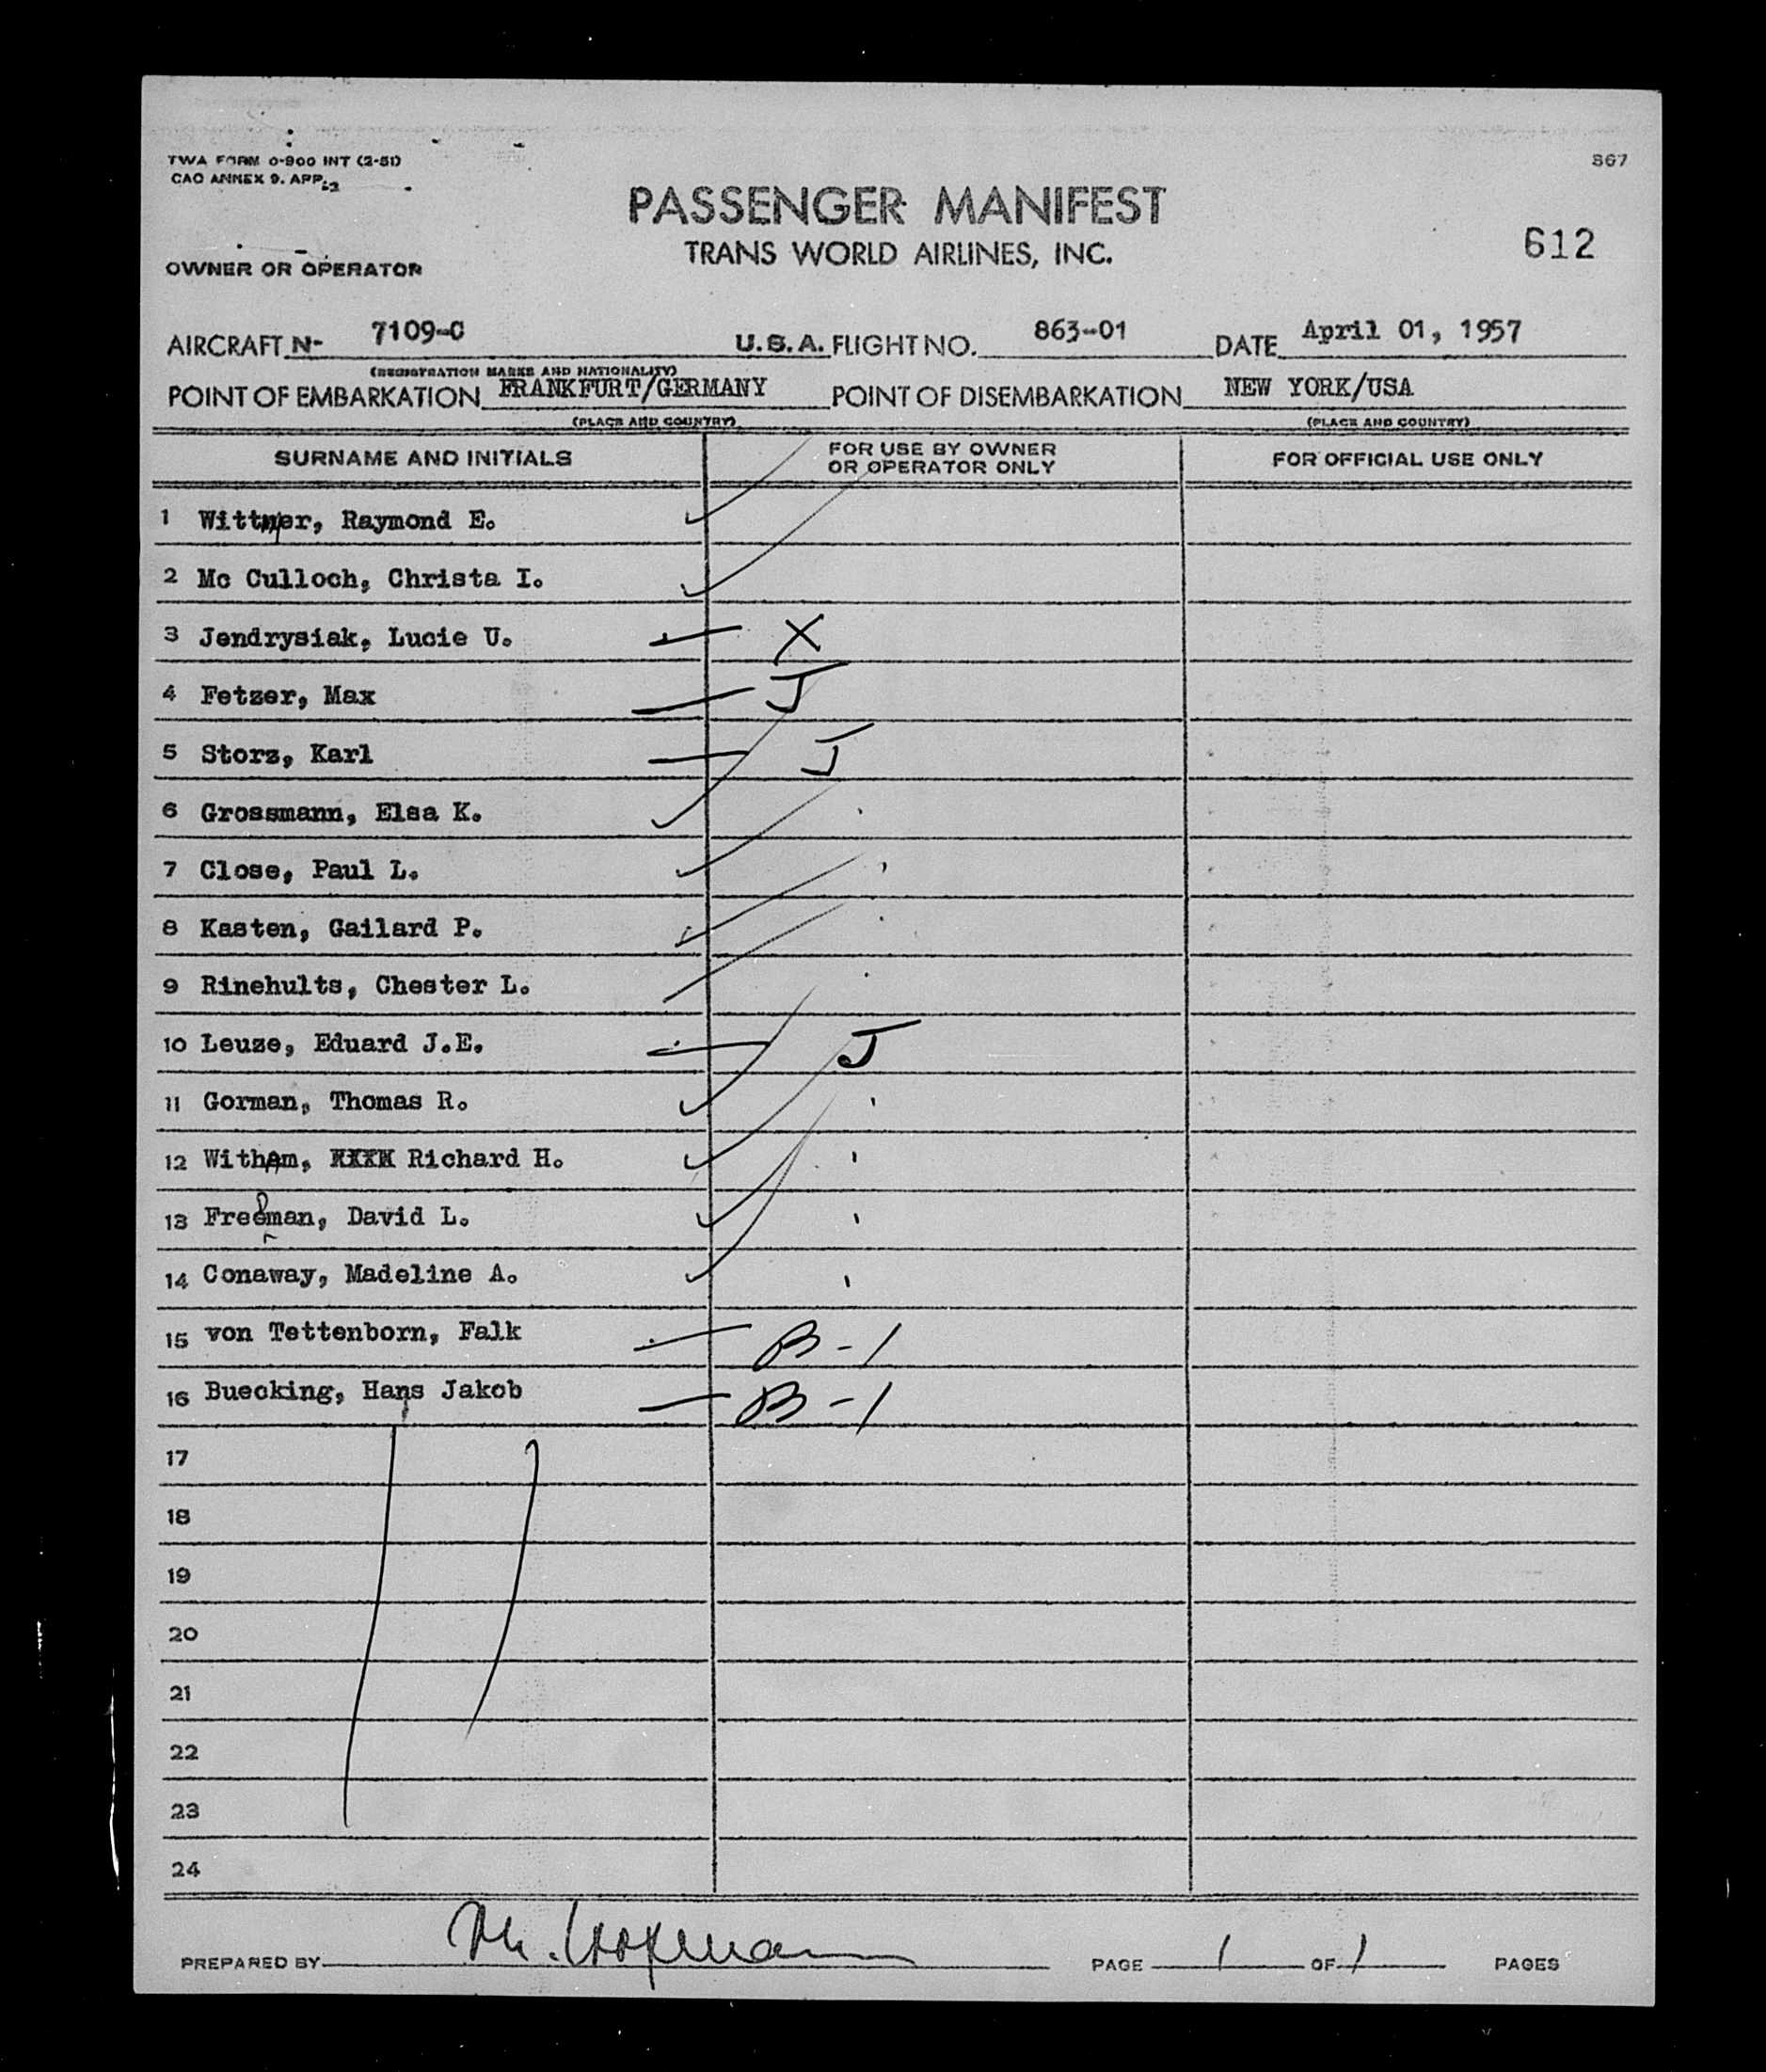 TWA FORM 0-900 INT (2-51)
CAO ANNEX 9. APP.
867
PASSENGER MANIFEST
TRANS WORLD AIRLINES, INC.
612
OWNER OR OPERATOR
AIRCRAFT N- 7109-C U.S.A. FLIGHT NO. 863-01 DATE April 01, 1957
(REGISTRATION MARKS AND NATIONALITY)
POINT OF EMBARKATION FRANKFURT/GERMANY POINT OF DISEMBARKATION NEW YORK/USA
(PLACE AND COUNTRY) (PLACE AND COUNTRY)
SURNAME AND INITIALS FOR USE BY OWNER OR OPERATOR ONLY FOR OFFICIAL USE ONLY
1 Wittmer, Raymond E.
2 Mc Culloch, Christa I.
3 Jendrysiak, Lucie U. X
4 Fetzer, Max J
5 Storz, Karl J
6 Grossmann, Elsa K.
7 Close, Paul L.
8 Kasten, Gailard P.
9 Rinehults, Chester L.
10 Leuze, Eduard J.E. J
11 Gorman, Thomas R.
12 Witham, XXXX Richard H.
13 Freeman, David L.
14 Conaway, Madeline A.
15 von Tettenborn, Falk B-1
16 Buecking, Hans Jakob B-1
17
18
19
20
21
22
23
24
PREPARED BY PAGE 1 OF 1 PAGES